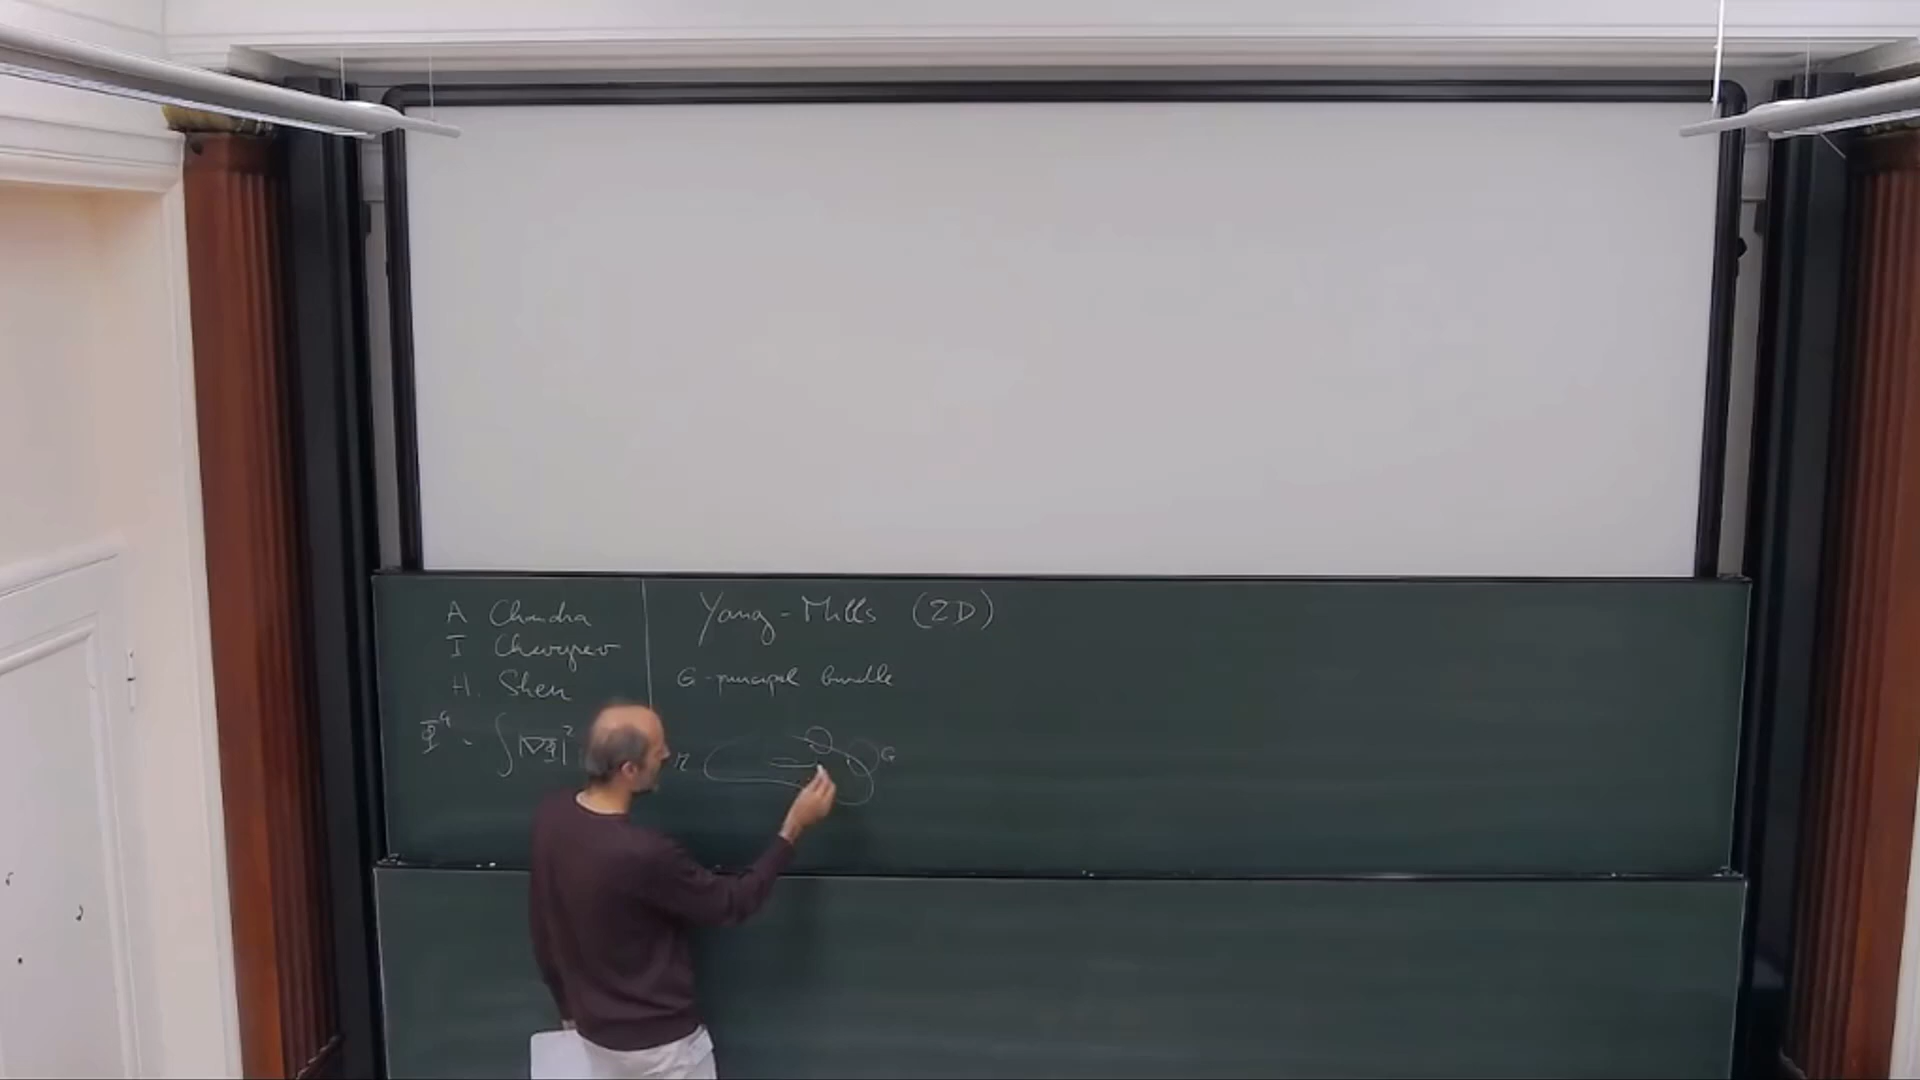 A Chandra
I Chevyrev
H. Shen
Φ⁴ - ∫ |∇Φ|²
Yang-Mills (2D)
G-principal bundle
G